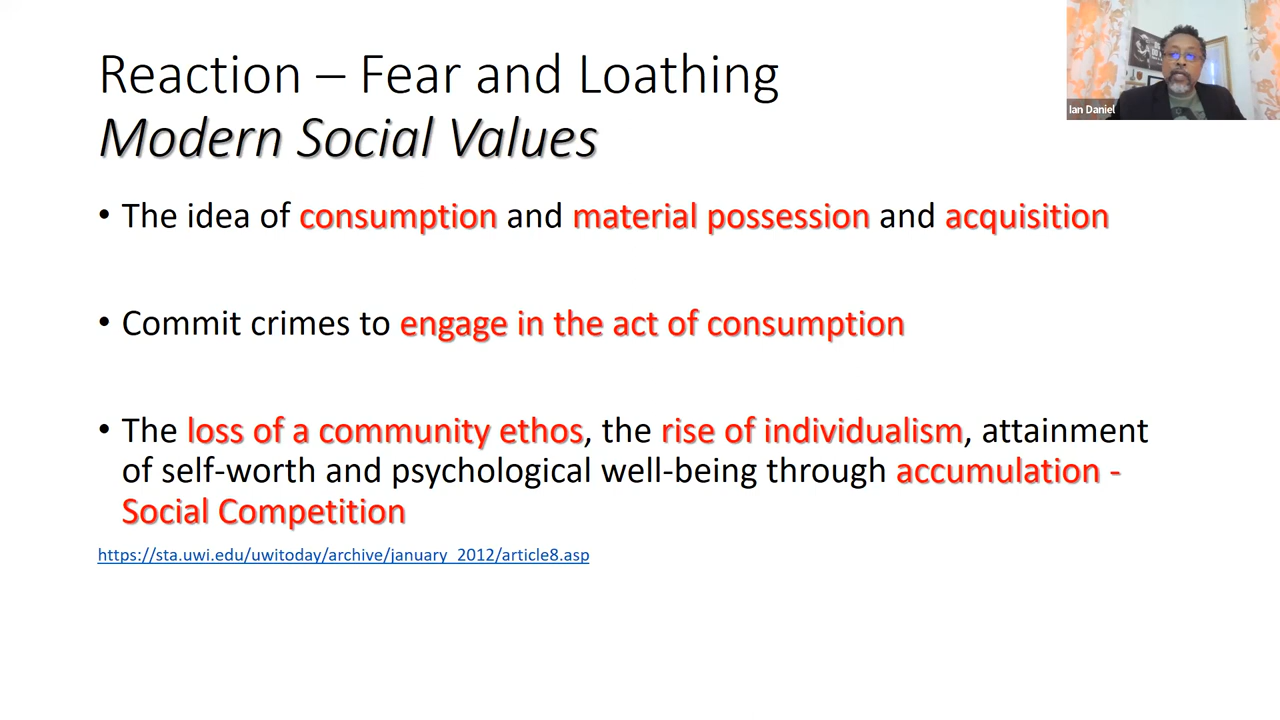 Reaction – Fear and Loathing
Modern Social Values
Ian Daniel
• The idea of consumption and material possession and acquisition
• Commit crimes to engage in the act of consumption
• The loss of a community ethos, the rise of individualism, attainment
of self-worth and psychological well-being through accumulation -
Social Competition
https://sta.uwi.edu/uwitoday/archive/january_2012/article8.asp